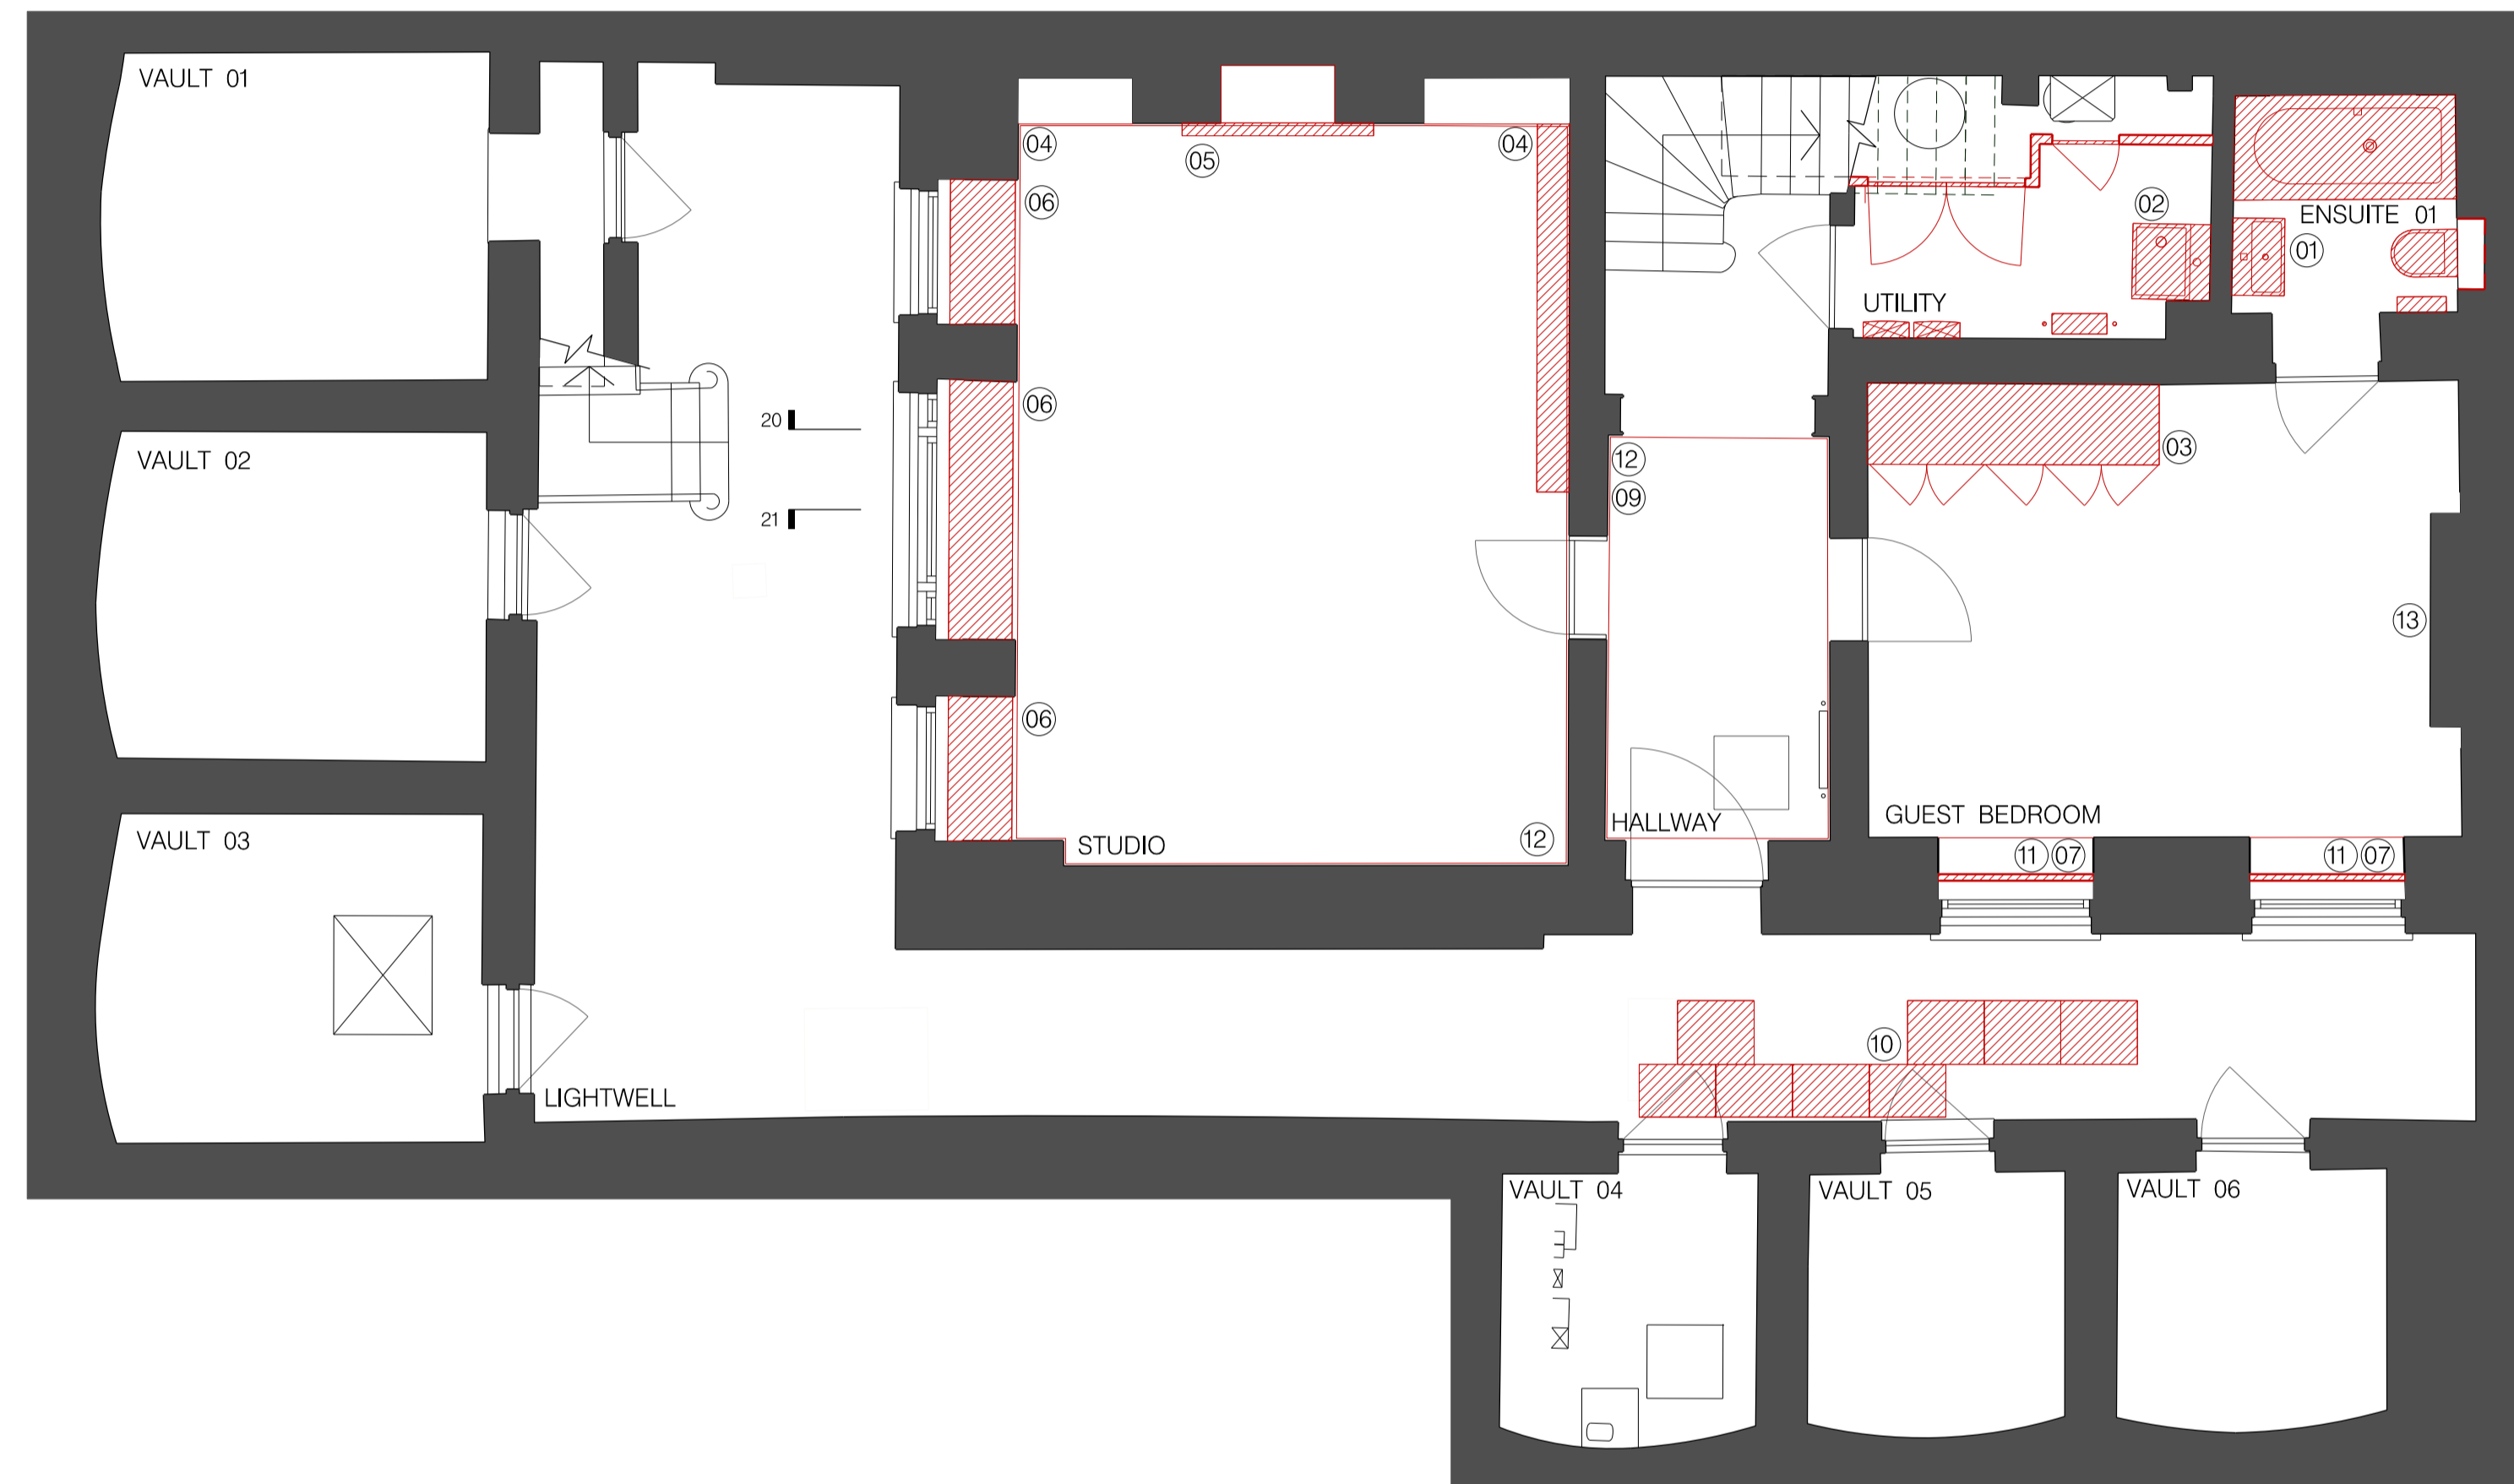 VAULT 01
04
05
04
06
02
ENSUITE 01
01
UTILITY
06
20
VAULT 02
12
03
09
21
13
06
VAULT 03
STUDIO
12
HALLWAY
GUEST BEDROOM
11 07
11 07
10
LIGHTWELL
VAULT 04
VAULT 05
VAULT 06